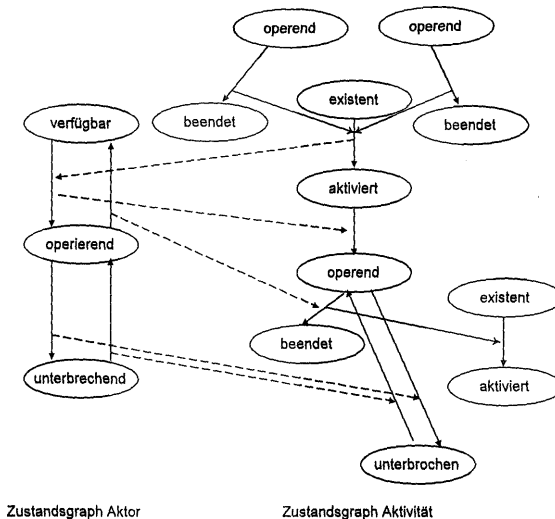 operend
operend
existent
beendet
beendet
verfügbar
aktiviert
operierend
operend
existent
beendet
unterbrechend
aktiviert
unterbrochen
Zustandsgraph Aktor
Zustandsgraph Aktivität